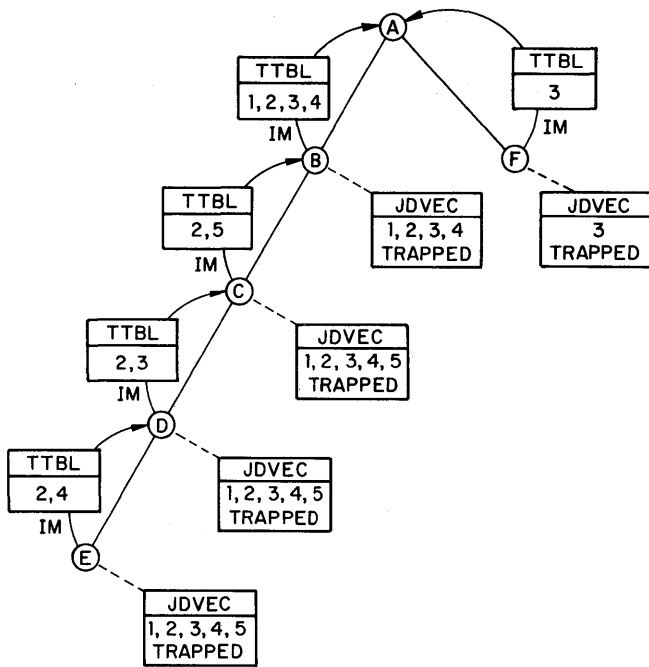 A
TTBL
1, 2, 3, 4
IM
TTBL
3
IM
B
F
TTBL
2, 5
IM
JDVEC
1, 2, 3, 4
TRAPPED
JDVEC
3
TRAPPED
C
TTBL
2, 3
IM
JDVEC
1, 2, 3, 4, 5
TRAPPED
D
TTBL
2, 4
IM
JDVEC
1, 2, 3, 4, 5
TRAPPED
E
JDVEC
1, 2, 3, 4, 5
TRAPPED